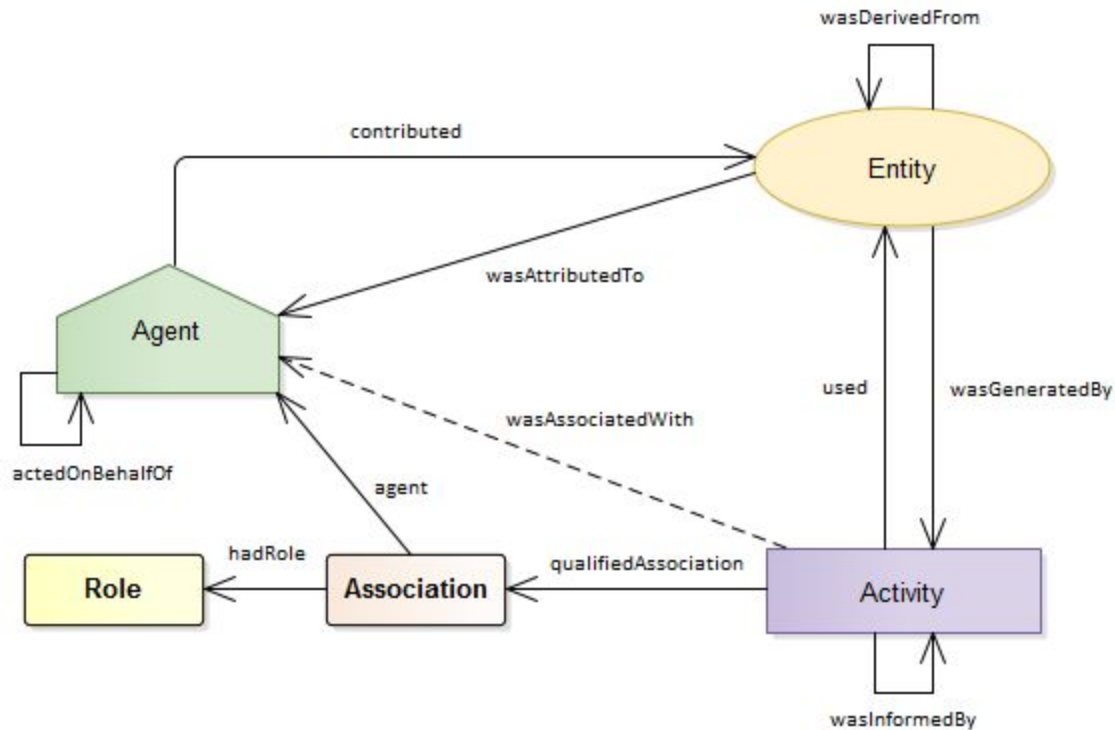 wasDerivedFrom
contributed
Entity
wasAttributedTo
Agent
used
wasGeneratedBy
wasAssociatedWith
actedOnBehalfOf
agent
hadRole
qualifiedAssociation
Role
Association
Activity
wasInformedBy